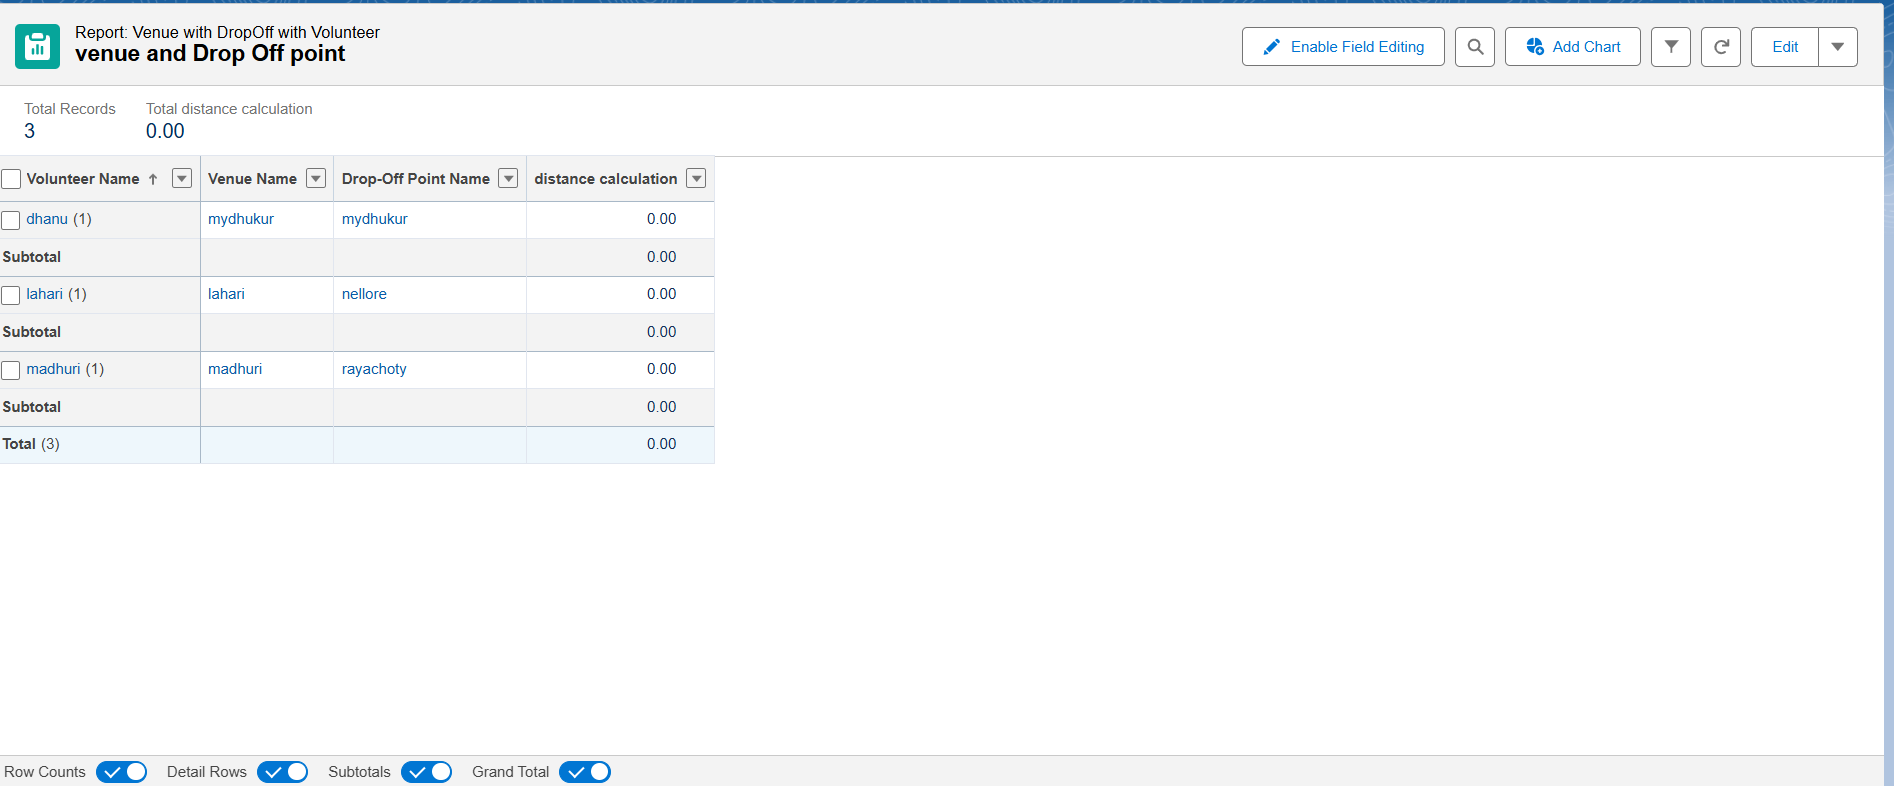 Report: Venue with DropOff with Volunteer
venue and Drop Off point
Enable Field Editing
Add Chart
Edit
Total Records
Total distance calculation
3
0.00
Volunteer Name ↑ Venue Name Drop-Off Point Name distance calculation
dhanu (1) mydhukur mydhukur 0.00
Subtotal 0.00
lahari (1) lahari nellore 0.00
Subtotal 0.00
madhuri (1) madhuri rayachoty 0.00
Subtotal 0.00
Total (3) 0.00
Row Counts Detail Rows Subtotals Grand Total